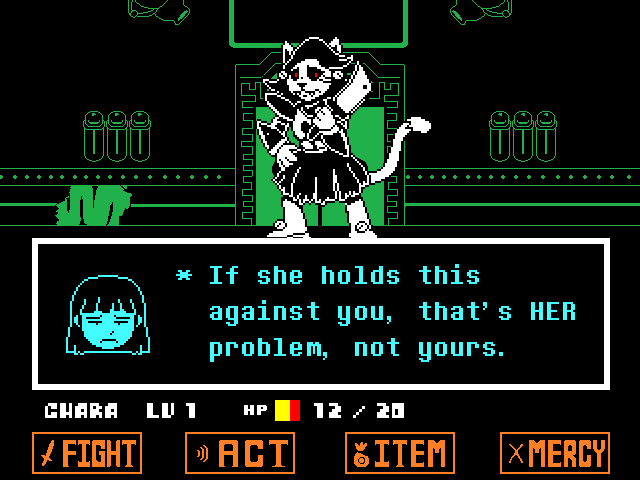 * If she holds this
against you, that's HER
problem, not yours.
CHARA LV 1 HP 12 / 20
FIGHT ACT ITEM MERCY